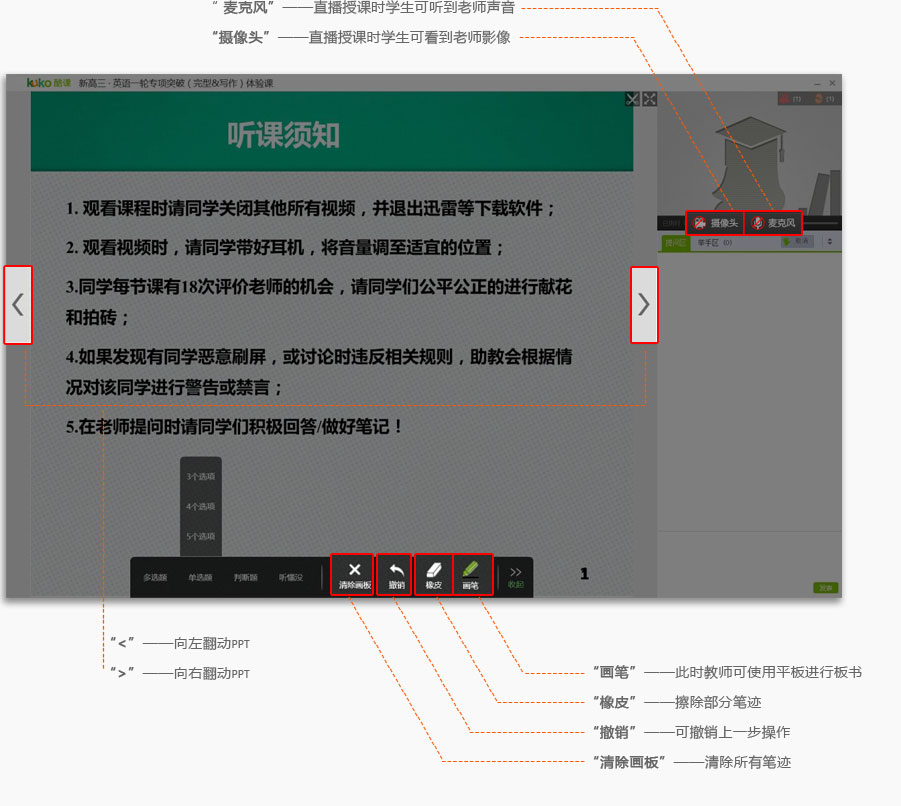 “ 麦克风” ——直播授课时学生可听到老师声音
“摄像头” ——直播授课时学生可看到老师影像
kuko 酷课 新高三 · 英语一轮专项突破（完型&写作）体验课
听课须知
(1) (1)
1. 观看课程时请同学关闭其他所有视频，并退出迅雷等下载软件；
2. 观看视频时，请同学带好耳机，将音量调至适宜的位置；
3.同学每节课有18次评价老师的机会，请同学们公平公正的进行献花
和拍砖；
4.如果发现有同学恶意刷屏，或讨论时违反相关规则，助教会根据情
况对该同学进行警告或禁言；
5.在老师提问时请同学们积极回答/做好笔记！
摄像头 麦克风
提问区 举手区 (0) 取消
3个选项
4个选项
5个选项
多选题 单选题 判断题 听懂没 清除画板 撤销 橡皮 画笔 收起
1
发表
“<” ——向左翻动PPT
“>” ——向右翻动PPT
“画笔” ——此时教师可使用平板进行板书
“橡皮” ——擦除部分笔迹
“撤销” ——可撤销上一步操作
“清除画板” ——清除所有笔迹